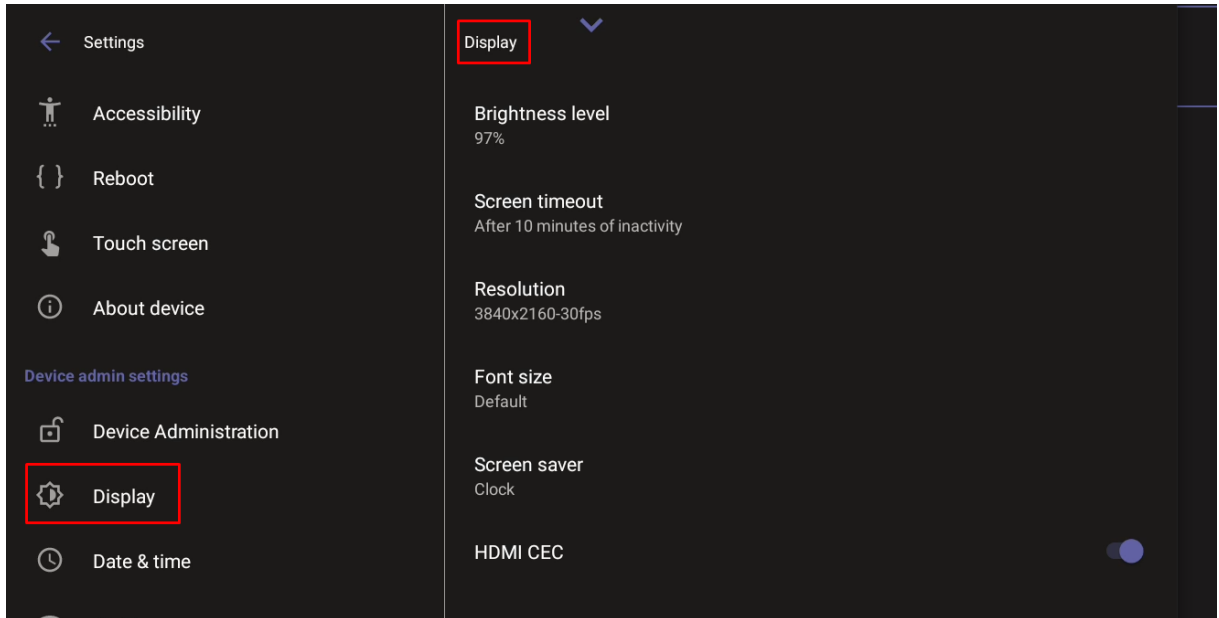 Settings
Accessibility
Reboot
Touch screen
About device
Device admin settings
Device Administration
Display
Date & time
Display
Brightness level
97%
Screen timeout
After 10 minutes of inactivity
Resolution
3840x2160-30fps
Font size
Default
Screen saver
Clock
HDMI CEC